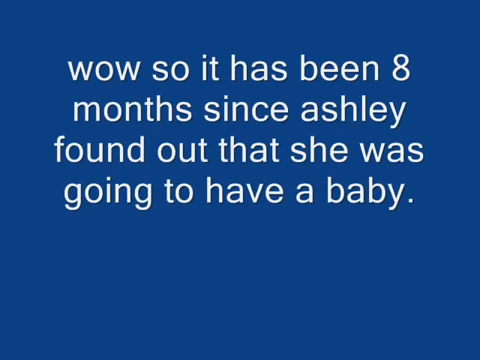 wow so it has been 8
months since ashley
found out that she was
going to have a baby.